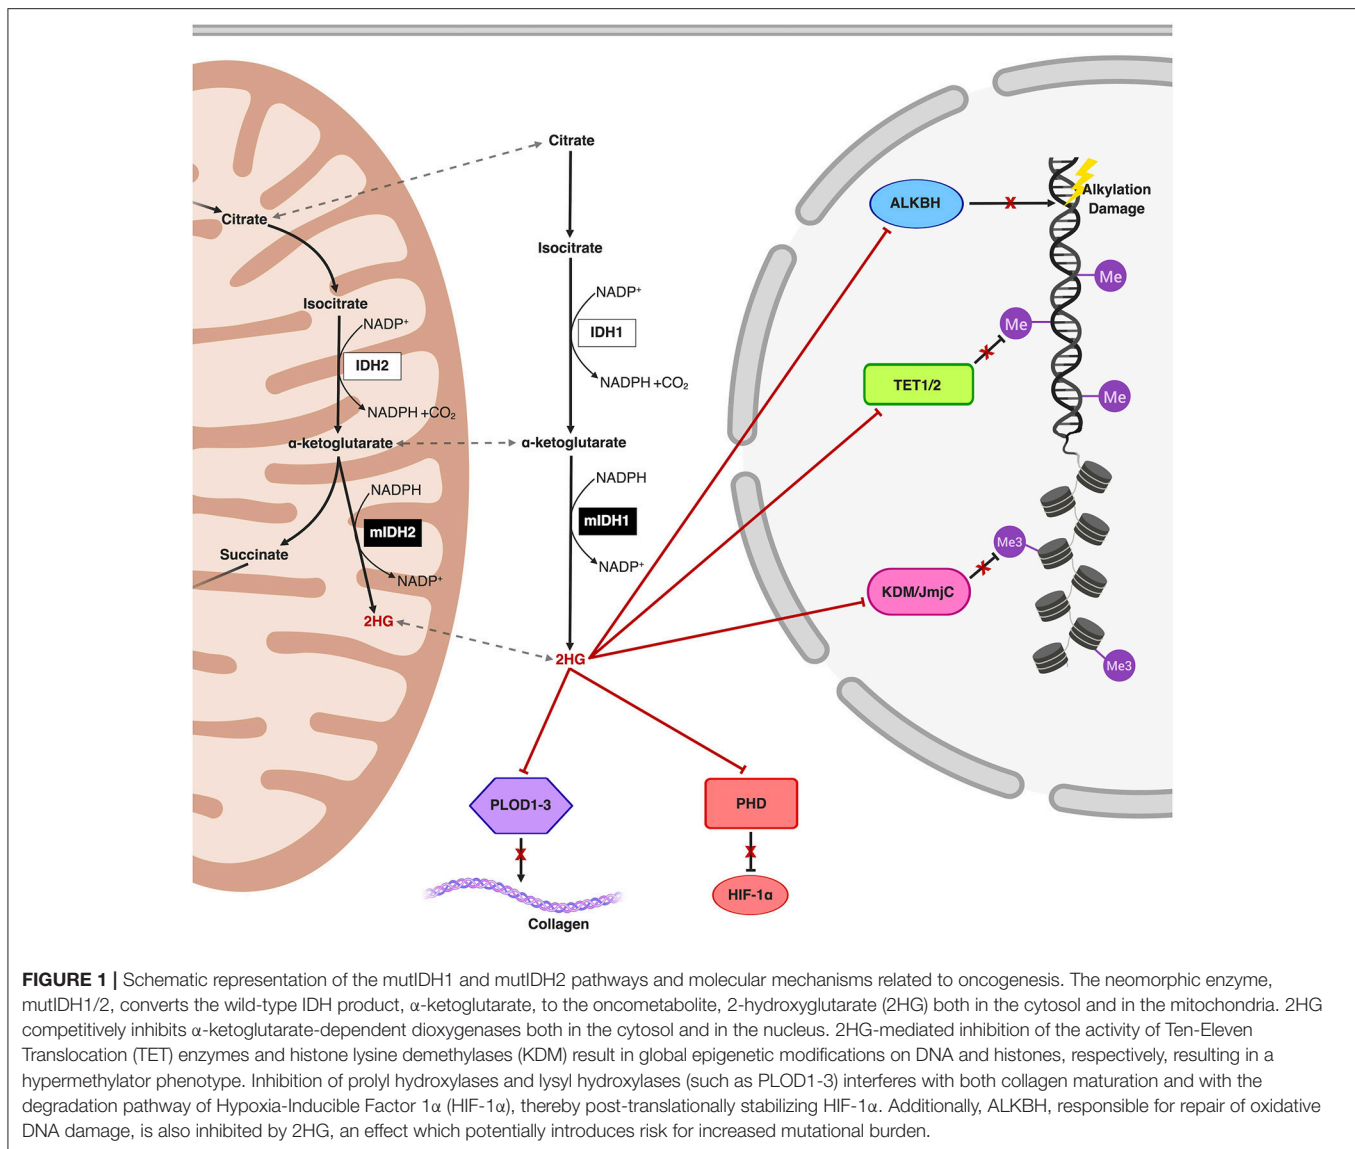 Citrate
Citrate
Isocitrate
Isocitrate
NADP⁺
NADP⁺
IDH1
IDH2
NADPH +CO₂
NADPH +CO₂
α-ketoglutarate
α-ketoglutarate
NADPH
NADPH
mIDH1
mIDH2
Succinate
NADP⁺
NADP⁺
2HG
2HG
ALKBH
X
Alkylation
Damage
Me
Me
X
TET1/2
Me
Me3
X
KDM/JmjC
Me3
PLOD1-3
X
Collagen
PHD
X
HIF-1α
FIGURE 1 | Schematic representation of the mutIDH1 and mutIDH2 pathways and molecular mechanisms related to oncogenesis. The neomorphic enzyme,
mutIDH1/2, converts the wild-type IDH product, α-ketoglutarate, to the oncometabolite, 2-hydroxyglutarate (2HG) both in the cytosol and in the mitochondria. 2HG
competitively inhibits α-ketoglutarate-dependent dioxygenases both in the cytosol and in the nucleus. 2HG-mediated inhibition of the activity of Ten-Eleven
Translocation (TET) enzymes and histone lysine demethylases (KDM) result in global epigenetic modifications on DNA and histones, respectively, resulting in a
hypermethylator phenotype. Inhibition of prolyl hydroxylases and lysyl hydroxylases (such as PLOD1-3) interferes with both collagen maturation and with the
degradation pathway of Hypoxia-Inducible Factor 1α (HIF-1α), thereby post-translationally stabilizing HIF-1α. Additionally, ALKBH, responsible for repair of oxidative
DNA damage, is also inhibited by 2HG, an effect which potentially introduces risk for increased mutational burden.